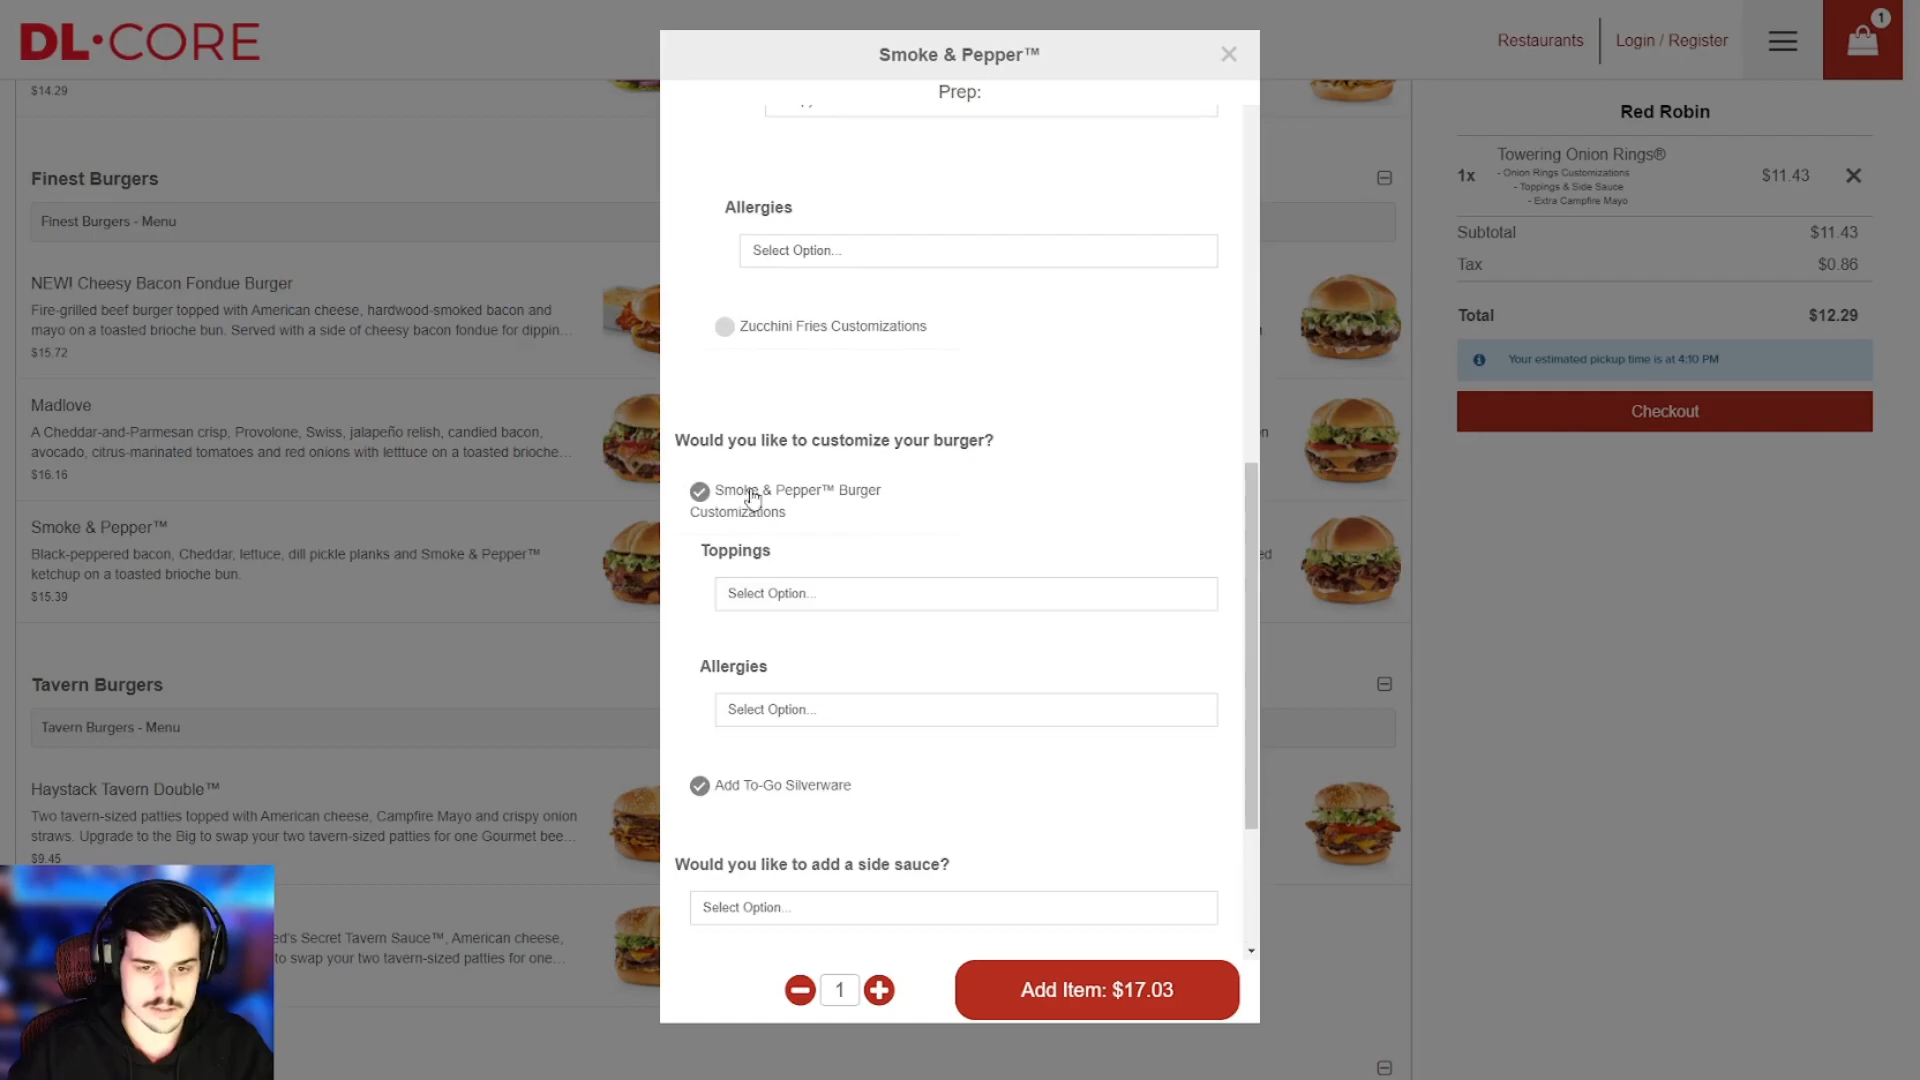 DL·CORE
Restaurants
Login / Register
1
$14.29
Finest Burgers
Finest Burgers - Menu
NEW! Cheesy Bacon Fondue Burger
Fire-grilled beef burger topped with American cheese, hardwood-smoked bacon and
mayo on a toasted brioche bun. Served with a side of cheesy bacon fondue for dippin...
$15.72
Madlove
A Cheddar-and-Parmesan crisp, Provolone, Swiss, jalapeño relish, candied bacon,
avocado, citrus-marinated tomatoes and red onions with letttuce on a toasted brioche...
$16.16
Smoke & Pepper™
Black-peppered bacon, Cheddar, lettuce, dill pickle planks and Smoke & Pepper™
ketchup on a toasted brioche bun.
$15.39
Tavern Burgers
Tavern Burgers - Menu
Haystack Tavern Double™
Two tavern-sized patties topped with American cheese, Campfire Mayo and crispy onion
straws. Upgrade to the Big to swap your two tavern-sized patties for one Gourmet bee...
$9.45
ed's Secret Tavern Sauce™, American cheese,
to swap your two tavern-sized patties for one...
Smoke & Pepper™
Prep:
Allergies
Select Option...
Zucchini Fries Customizations
Would you like to customize your burger?
Smoke & Pepper™ Burger
Customizations
Toppings
Select Option...
Allergies
Select Option...
Add To-Go Silverware
Would you like to add a side sauce?
Select Option...
1
Add Item: $17.03
Red Robin
1x Towering Onion Rings® $11.43
- Onion Rings Customizations
- Toppings & Side Sauce
- Extra Campfire Mayo
Subtotal $11.43
Tax $0.86
Total $12.29
Your estimated pickup time is at 4:10 PM
Checkout